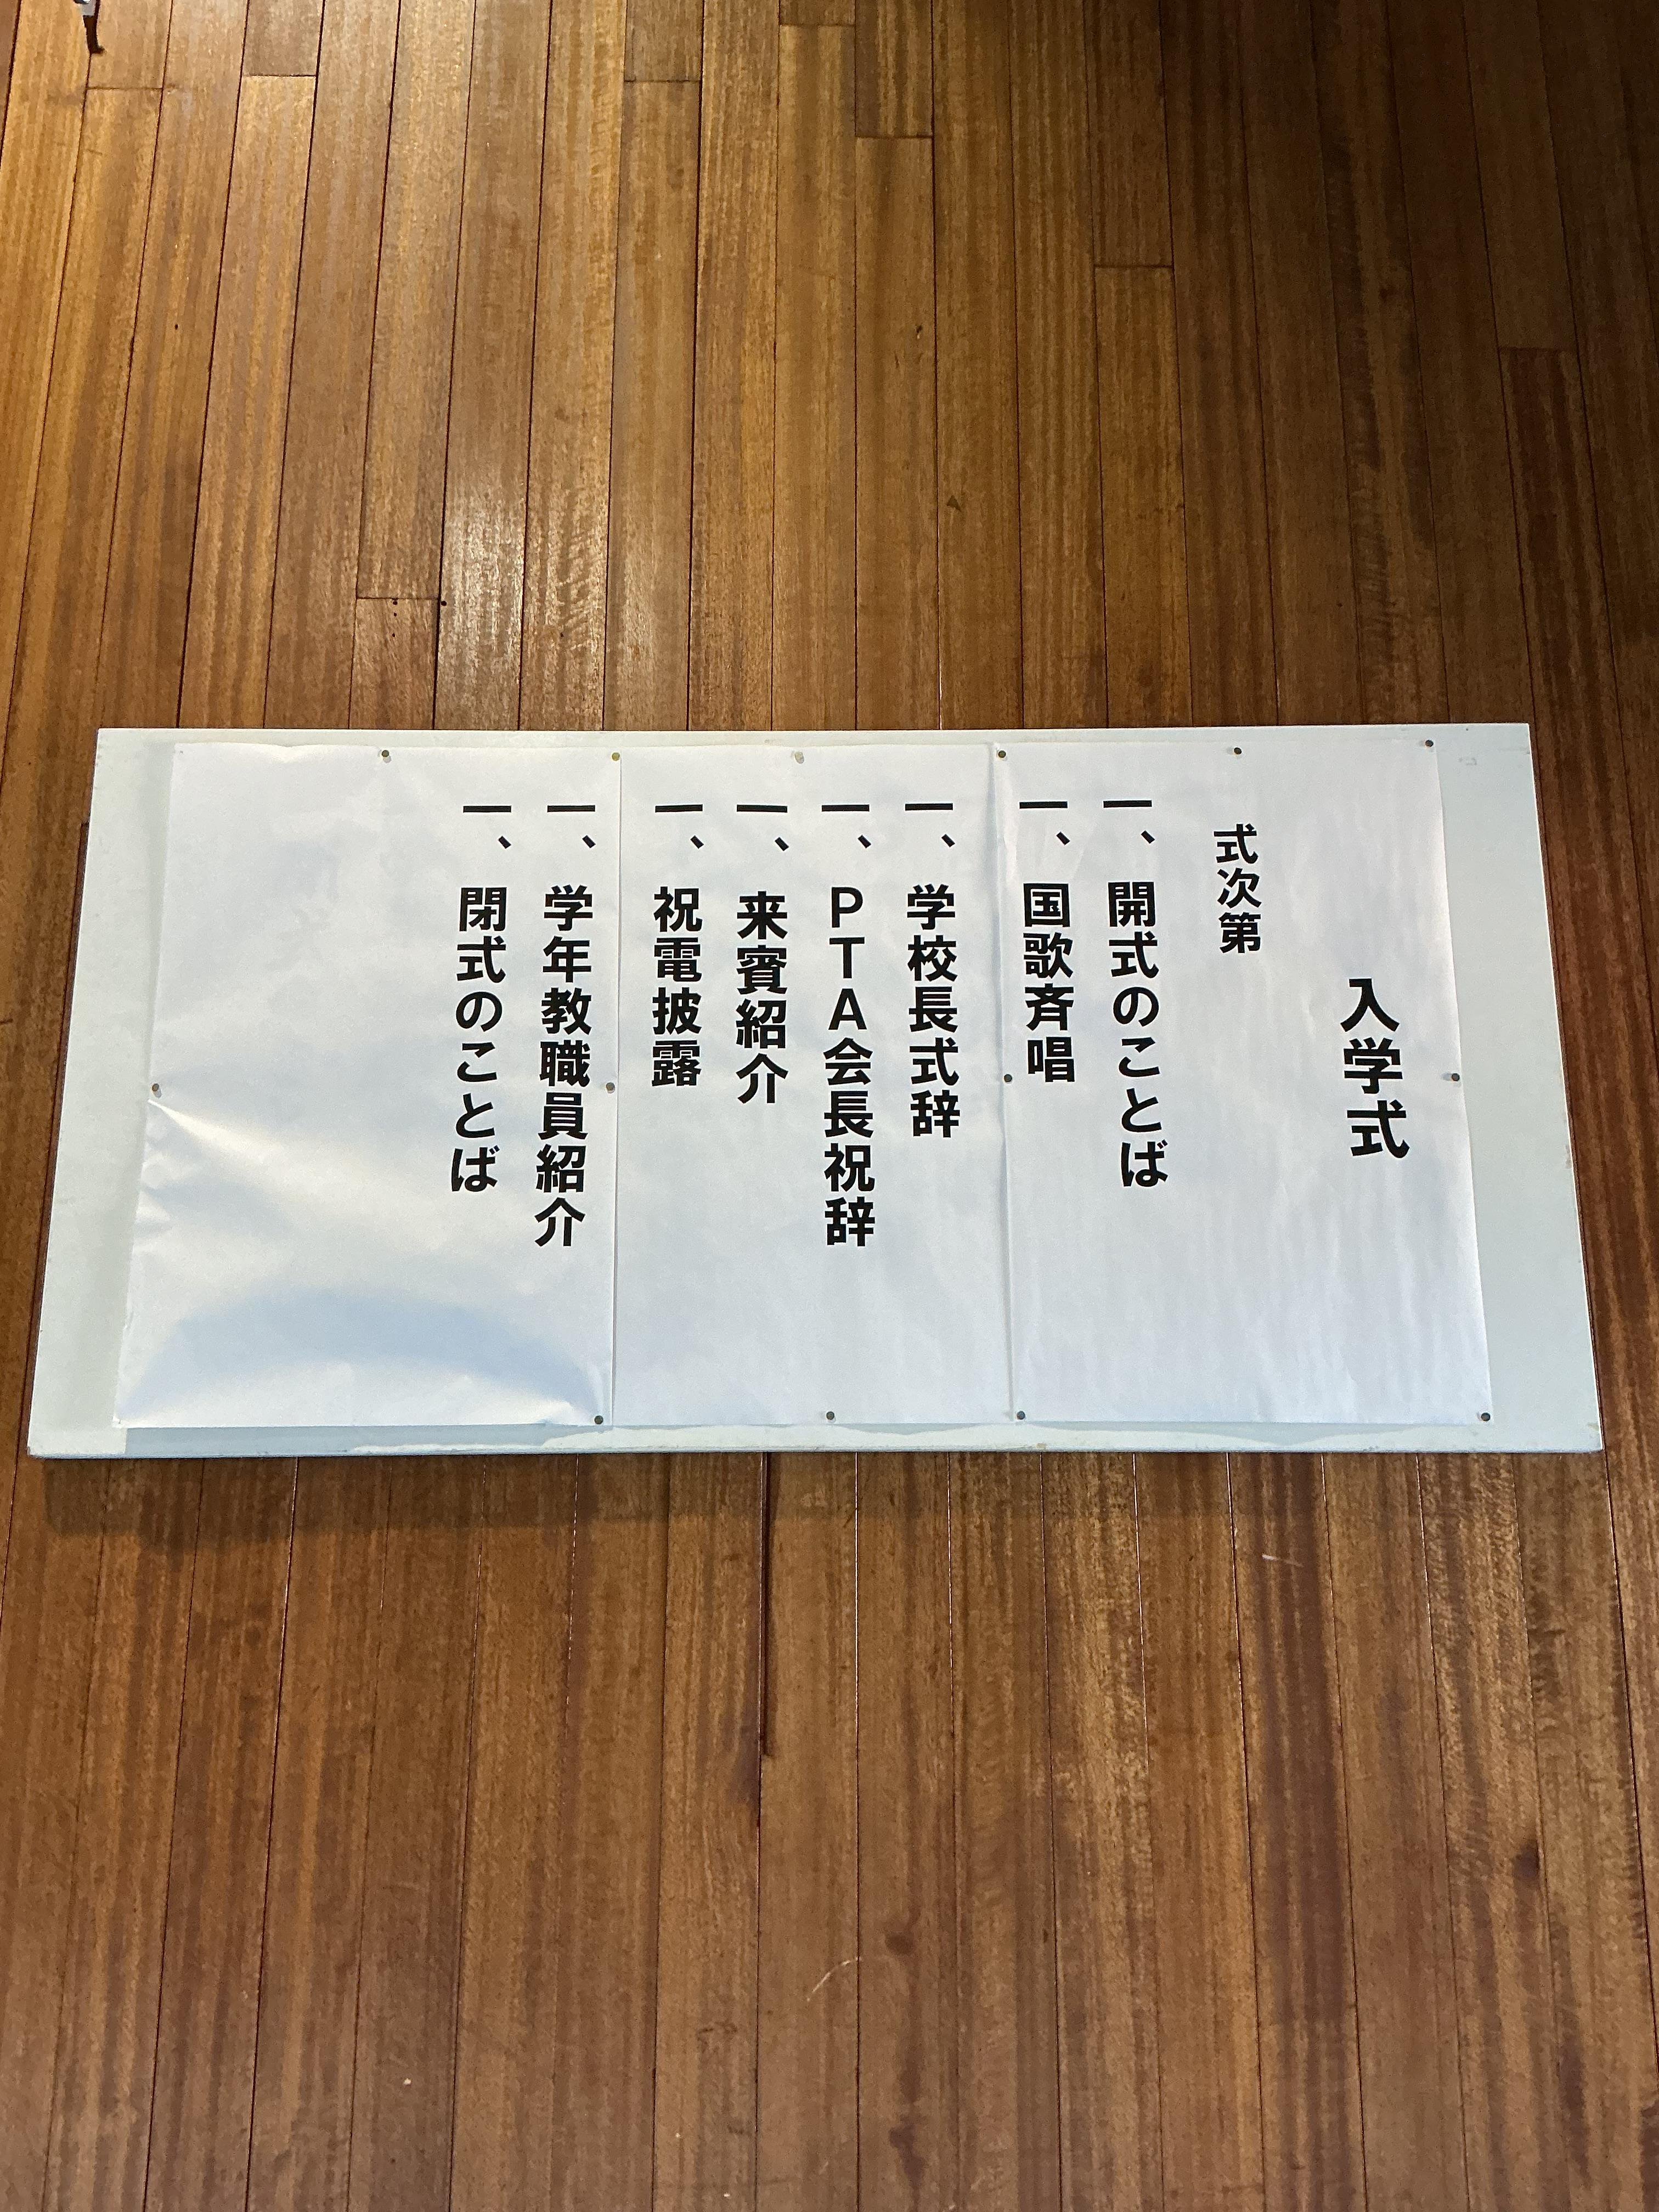 入学式
式次第
一、開式のことば
一、国歌斉唱
一、学校長式辞
一、PTA会長祝辞
一、来賓紹介
一、祝電披露
一、学年教職員紹介
一、閉式のことば